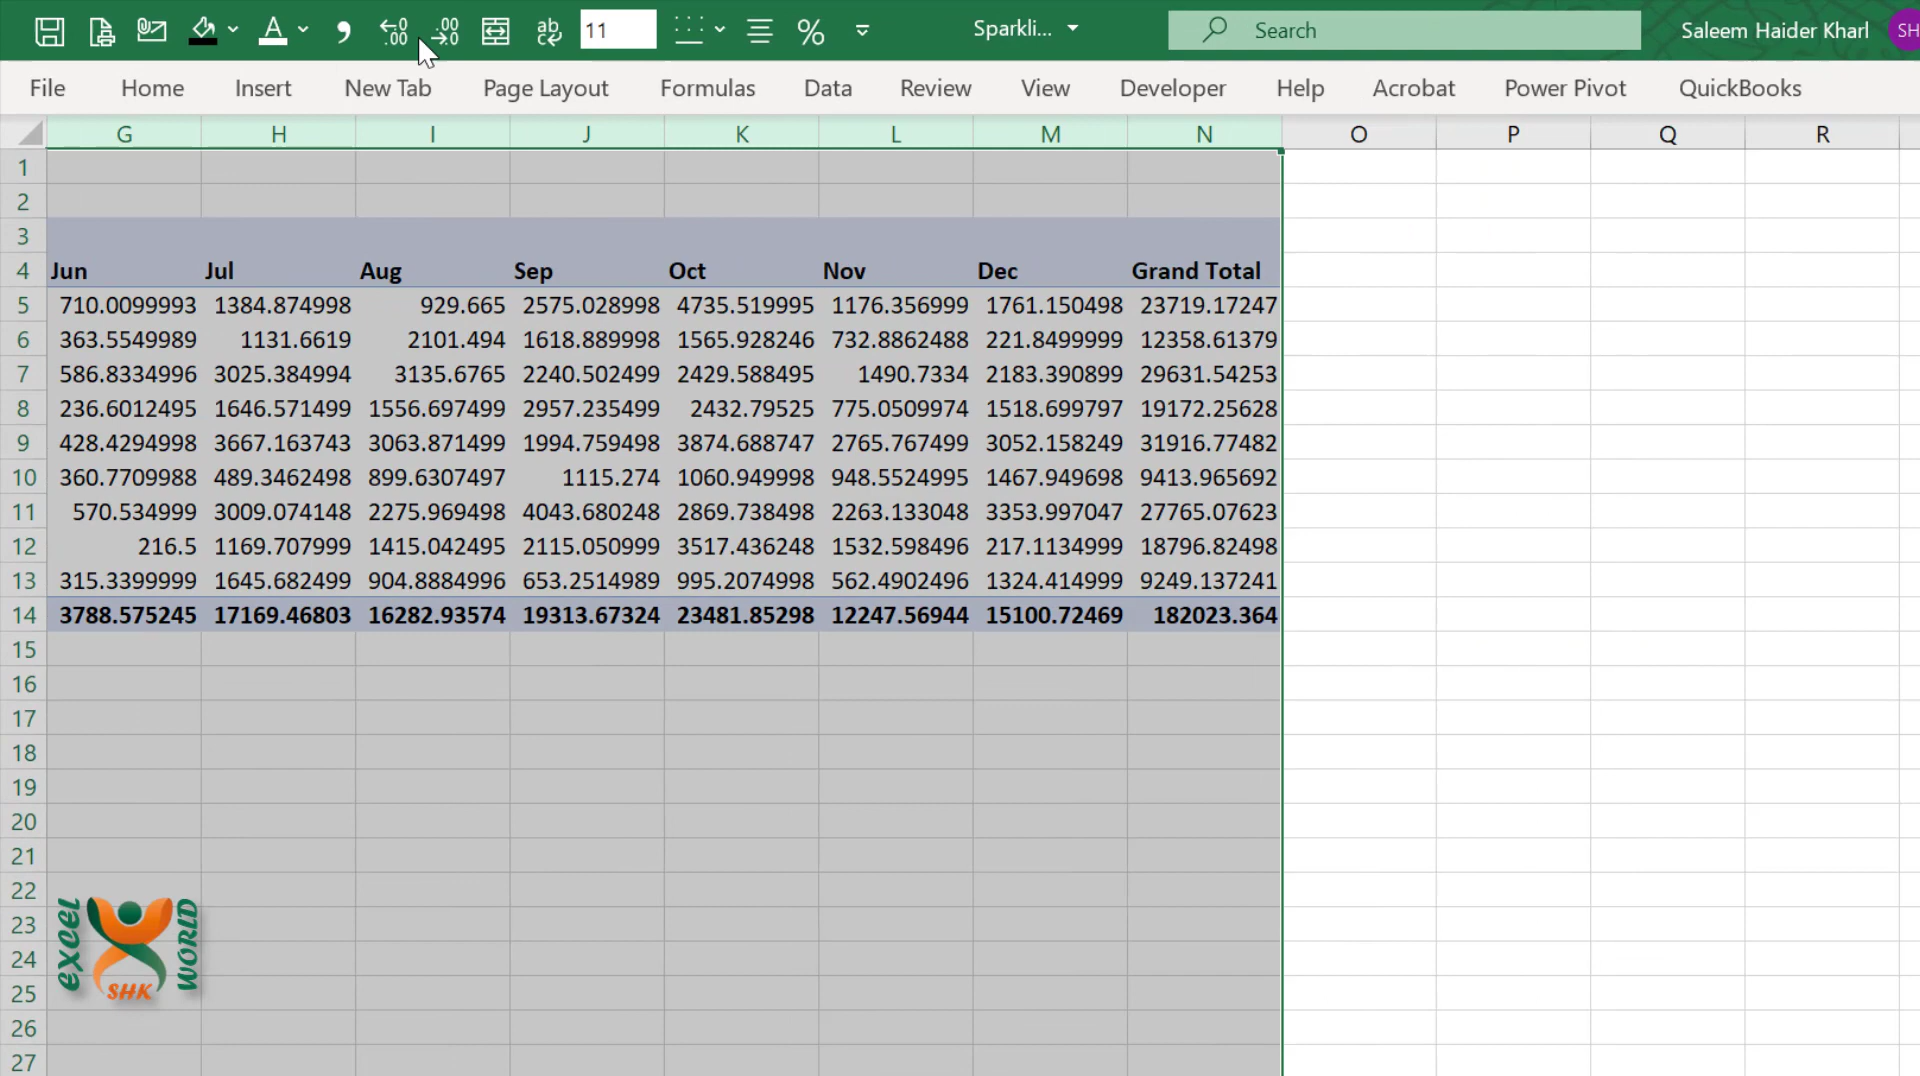 11 Sparkli... Search Saleem Haider Kharl SH
File Home Insert New Tab Page Layout Formulas Data Review View Developer Help Acrobat Power Pivot QuickBooks
G H I J K L M N O P Q R
1
2
3
4 Jun Jul Aug Sep Oct Nov Dec Grand Total
5 710.0099993 1384.874998 929.665 2575.028998 4735.519995 1176.356999 1761.150498 23719.17247
6 363.5549989 1131.6619 2101.494 1618.889998 1565.928246 732.8862488 221.8499999 12358.61379
7 586.8334996 3025.384994 3135.6765 2240.502499 2429.588495 1490.7334 2183.390899 29631.54253
8 236.6012495 1646.571499 1556.697499 2957.235499 2432.79525 775.0509974 1518.699797 19172.25628
9 428.4294998 3667.163743 3063.871499 1994.759498 3874.688747 2765.767499 3052.158249 31916.77482
10 360.7709988 489.3462498 899.6307497 1115.274 1060.949998 948.5524995 1467.949698 9413.965692
11 570.534999 3009.074148 2275.969498 4043.680248 2869.738498 2263.133048 3353.997047 27765.07623
12 216.5 1169.707999 1415.042495 2115.050999 3517.436248 1532.598496 217.1134999 18796.82498
13 315.3399999 1645.682499 904.8884996 653.2514989 995.2074998 562.4902496 1324.414999 9249.137241
14 3788.575245 17169.46803 16282.93574 19313.67324 23481.85298 12247.56944 15100.72469 182023.364
15
16
17
18
19
20
21
22
23
24
25
26
27
eXCEL WORLD
SHK